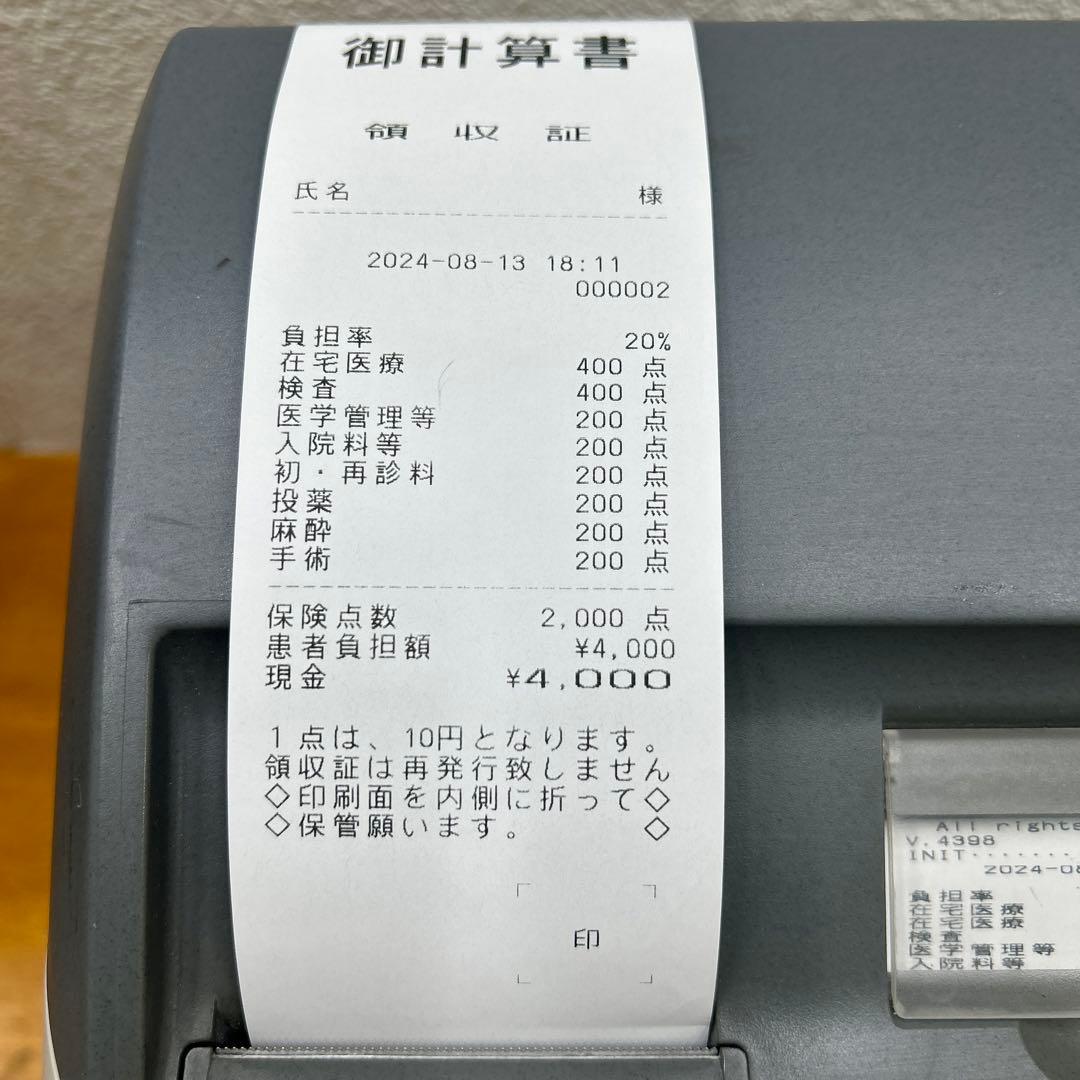 御計算書
領収証
氏名 様
2024-08-13 18:11
000002
負担率 20%
在宅医療 400 点
検査 400 点
医学管理等 200 点
入院料等 200 点
初・再診料 200 点
投薬 200 点
麻酔 200 点
手術 200 点
保険点数 2,000 点
患者負担額 ¥4,000
現金 ¥4,000
1点は、10円となります。
領収証は再発行致しません
◇印刷面を内側に折って◇
◇保管願います。 ◇
印
All rights
V.4398
INIT・・・・・・・
2024-08
負担率
在宅医療
在宅医療
検査
医学管理等
入院料等